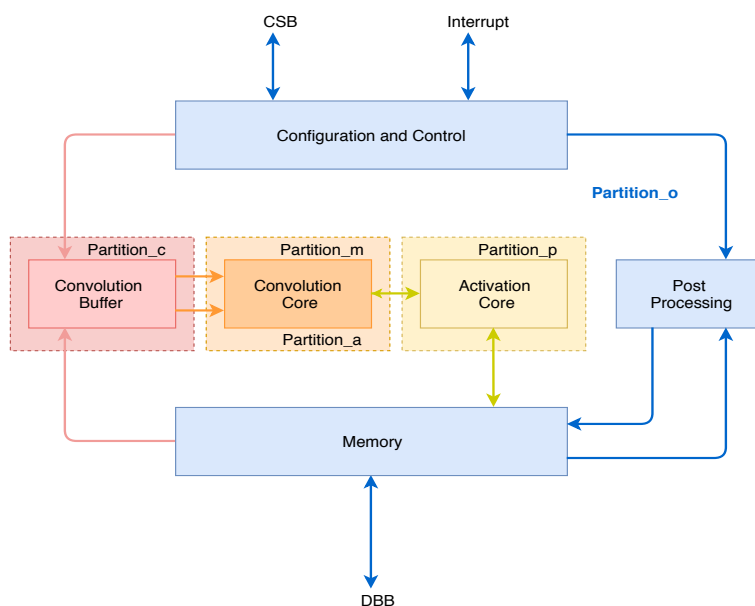 CSB
Interrupt
Configuration and Control
Partition_o
Partition_c
Partition_m
Partition_p
Convolution
Buffer
Convolution
Core
Activation
Core
Post
Processing
Partition_a
Memory
DBB